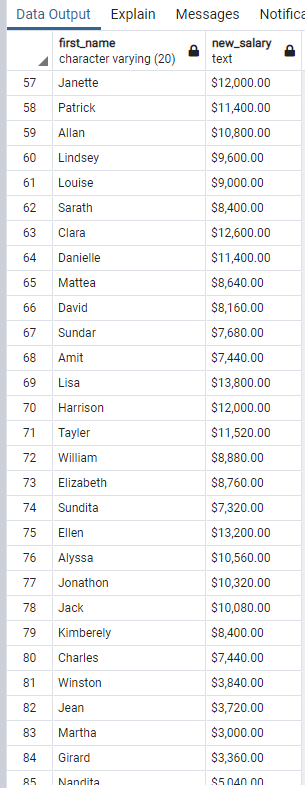 Data Output Explain Messages Notifica
first_name new_salary
character varying (20) text
57 Janette $12,000.00
58 Patrick $11,400.00
59 Allan $10,800.00
60 Lindsey $9,600.00
61 Louise $9,000.00
62 Sarath $8,400.00
63 Clara $12,600.00
64 Danielle $11,400.00
65 Mattea $8,640.00
66 David $8,160.00
67 Sundar $7,680.00
68 Amit $7,440.00
69 Lisa $13,800.00
70 Harrison $12,000.00
71 Tayler $11,520.00
72 William $8,880.00
73 Elizabeth $8,760.00
74 Sundita $7,320.00
75 Ellen $13,200.00
76 Alyssa $10,560.00
77 Jonathon $10,320.00
78 Jack $10,080.00
79 Kimberely $8,400.00
80 Charles $7,440.00
81 Winston $3,840.00
82 Jean $3,720.00
83 Martha $3,000.00
84 Girard $3,360.00
85 Nandita $5,040.00